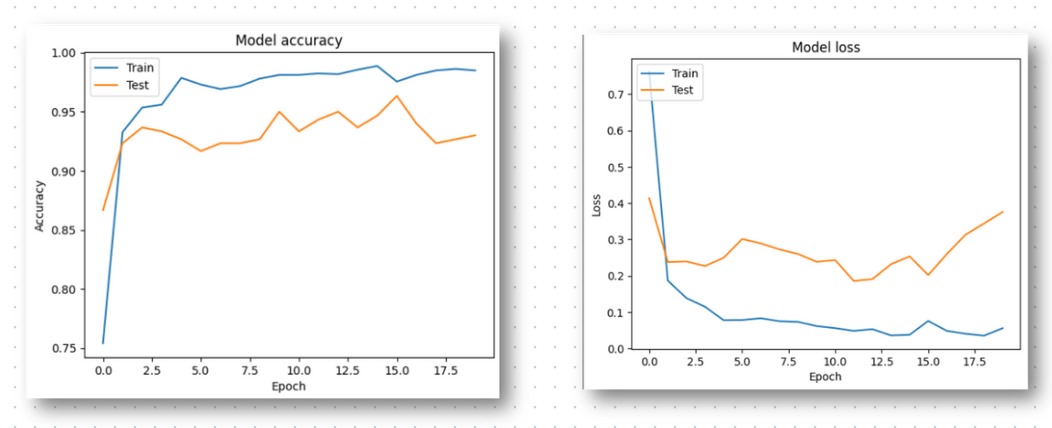 Model accuracy
1.00
0.95
0.90
0.85
0.80
0.75
Accuracy
Train
Test
0.0 2.5 5.0 7.5 10.0 12.5 15.0 17.5
Epoch
Model loss
0.7
0.6
0.5
0.4
0.3
0.2
0.1
0.0
Loss
Train
Test
0.0 2.5 5.0 7.5 10.0 12.5 15.0 17.5
Epoch